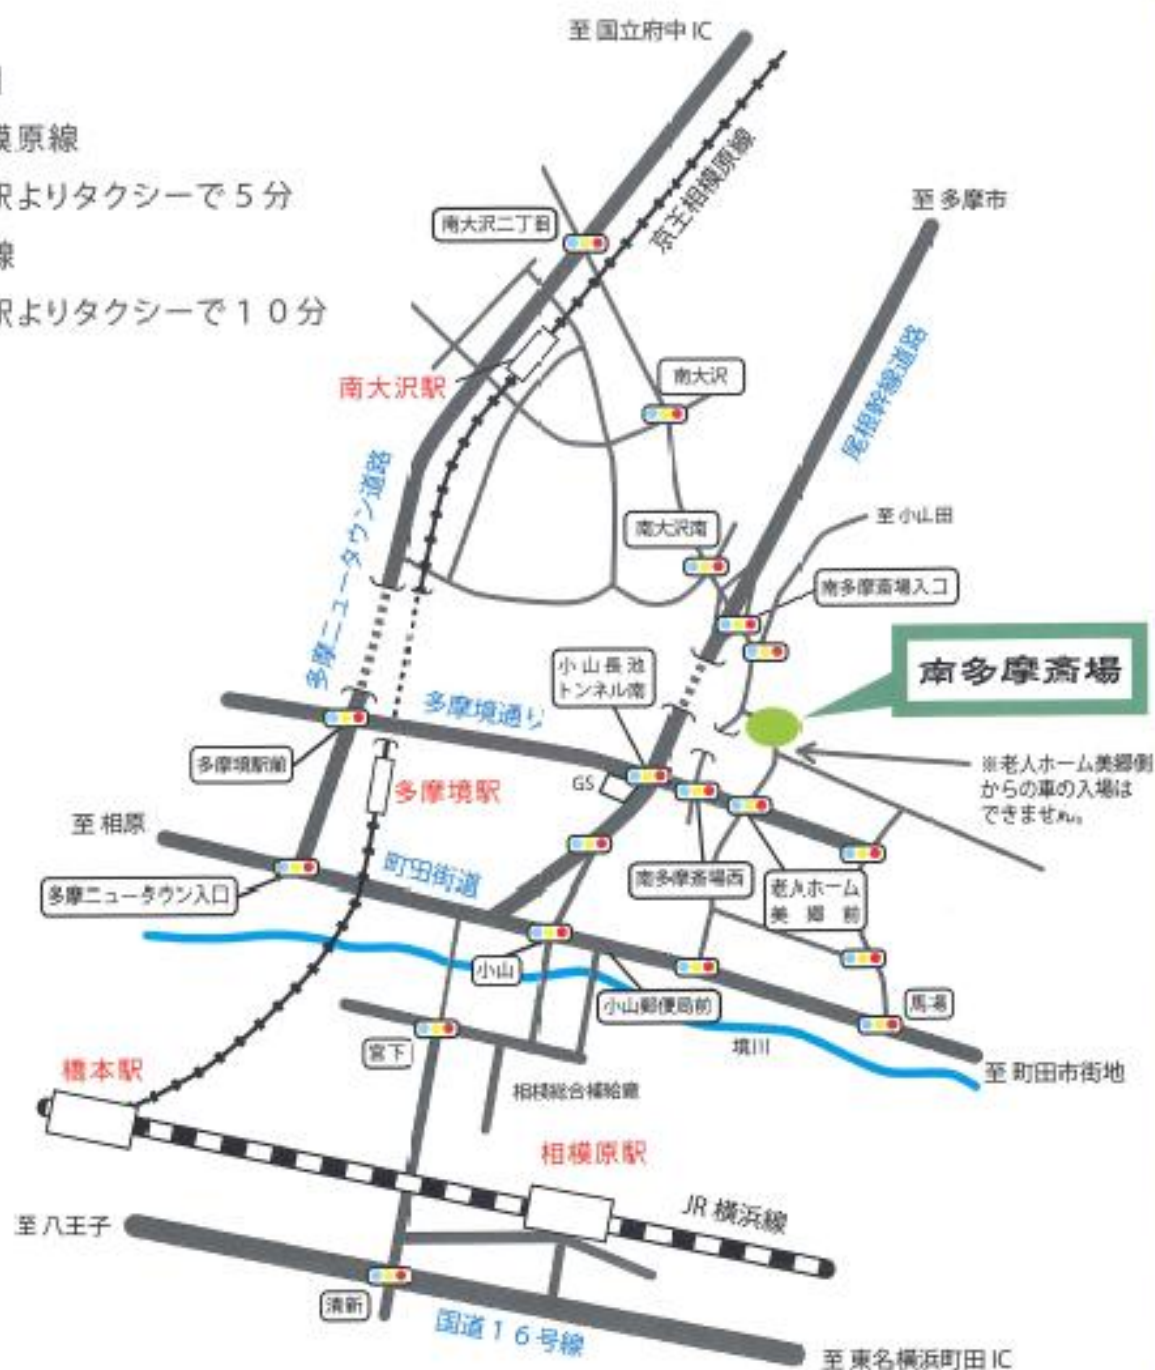 至 国立府中 IC
模原線
駅よりタクシーで 5 分
線
駅よりタクシーで 1 0 分
京王相模原線
至 多摩市
南大沢二丁目
南大沢駅
南大沢
尾根幹線道路
多摩ニュータウン道路
南大沢南
至 小山田
南多摩斎場入口
小 山 長 池
トンネル南
南多摩斎場
多摩境通り
多摩境駅前
GS
多摩境駅
※老人ホーム美郷側
からの車の入場は
できません。
至 相原
町田街道
多摩ニュータウン入口
南多摩斎場西
老人ホーム
美 郷 前
小山
小山郵便局前
馬場
宮下
境川
至 町田市街地
橋本駅
相模総合補給廠
相模原駅
JR 横浜線
至 八王子
清新
国道１６号線
至 東名横浜町田 IC